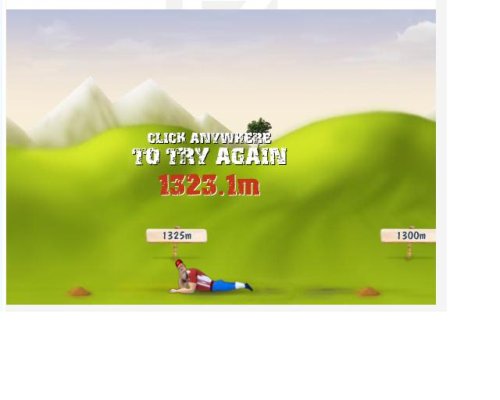 CLICK ANYWHERE
TO TRY AGAIN
1323.1m
1325m
1300m